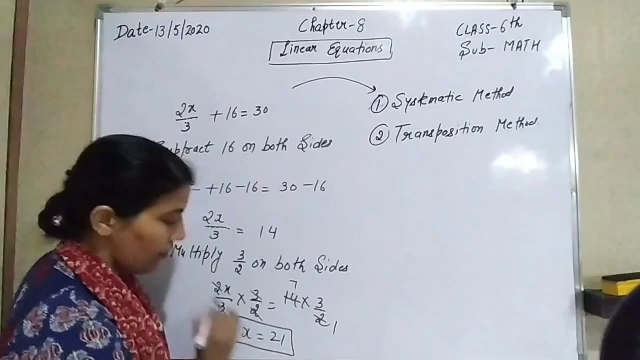 Date-13/5/2020
Chapter-8
CLASS-6th
Linear Equations
Sub- MATH
2x/3 + 16 = 30
① Systematic Method
② Transposition Method
Subtract 16 on both Sides
+16-16 = 30-16
2x/3 = 14
Multiply 3/2 on both Sides
2x/3 × 3/2 = 14 × 3/2
7
1
x = 21